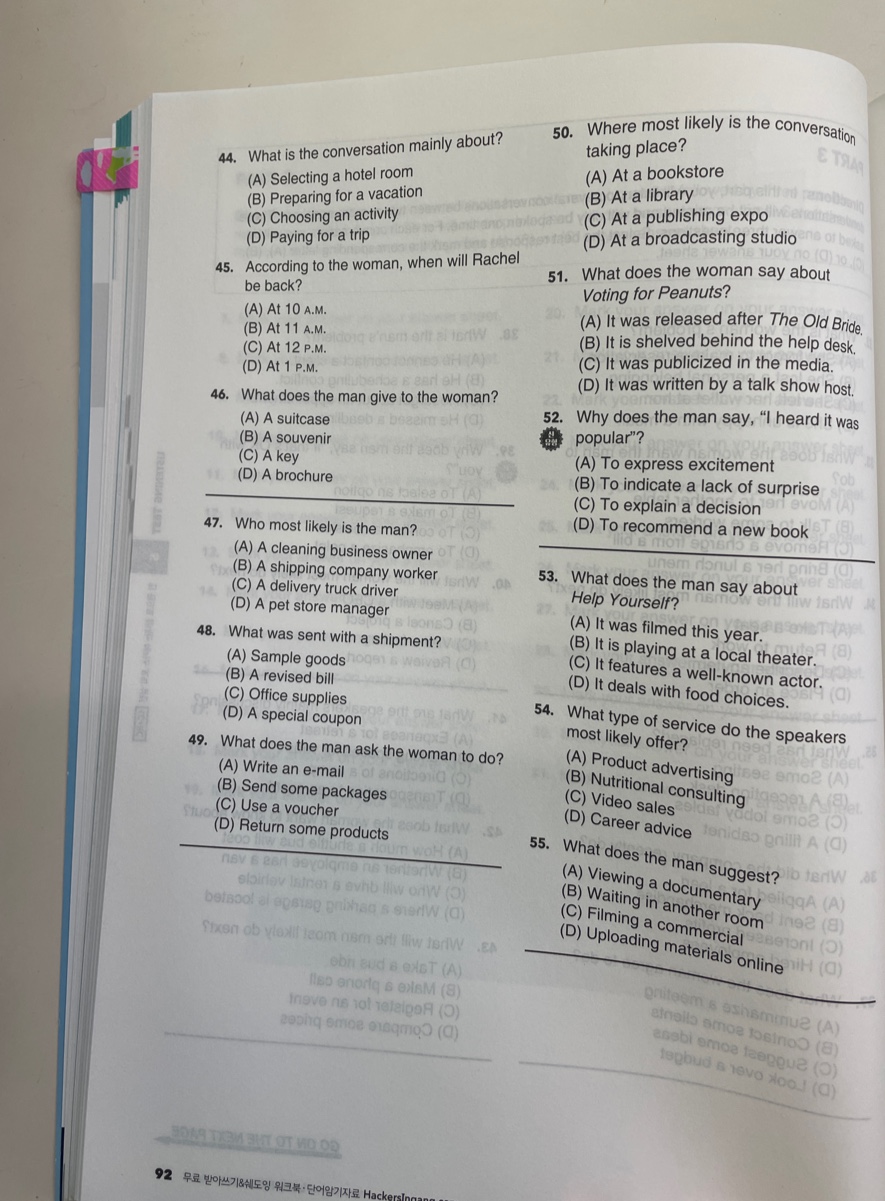 44. What is the conversation mainly about?
(A) Selecting a hotel room
(B) Preparing for a vacation
(C) Choosing an activity
(D) Paying for a trip
45. According to the woman, when will Rachel
be back?
(A) At 10 A.M.
(B) At 11 A.M.
(C) At 12 P.M.
(D) At 1 P.M.
46. What does the man give to the woman?
(A) A suitcase
(B) A souvenir
(C) A key
(D) A brochure
47. Who most likely is the man?
(A) A cleaning business owner
(B) A shipping company worker
(C) A delivery truck driver
(D) A pet store manager
48. What was sent with a shipment?
(A) Sample goods
(B) A revised bill
(C) Office supplies
(D) A special coupon
49. What does the man ask the woman to do?
(A) Write an e-mail
(B) Send some packages
(C) Use a voucher
(D) Return some products
50. Where most likely is the conversation
taking place?
(A) At a bookstore
(B) At a library
(C) At a publishing expo
(D) At a broadcasting studio
51. What does the woman say about
Voting for Peanuts?
(A) It was released after The Old Bride.
(B) It is shelved behind the help desk.
(C) It was publicized in the media.
(D) It was written by a talk show host.
52. Why does the man say, “I heard it was
popular”?
(A) To express excitement
(B) To indicate a lack of surprise
(C) To explain a decision
(D) To recommend a new book
53. What does the man say about
Help Yourself?
(A) It was filmed this year.
(B) It is playing at a local theater.
(C) It features a well-known actor.
(D) It deals with food choices.
54. What type of service do the speakers
most likely offer?
(A) Product advertising
(B) Nutritional consulting
(C) Video sales
(D) Career advice
55. What does the man suggest?
(A) Viewing a documentary
(B) Waiting in another room
(C) Filming a commercial
(D) Uploading materials online
92 무료 받아쓰기&쉐도잉 워크북·단어암기자료